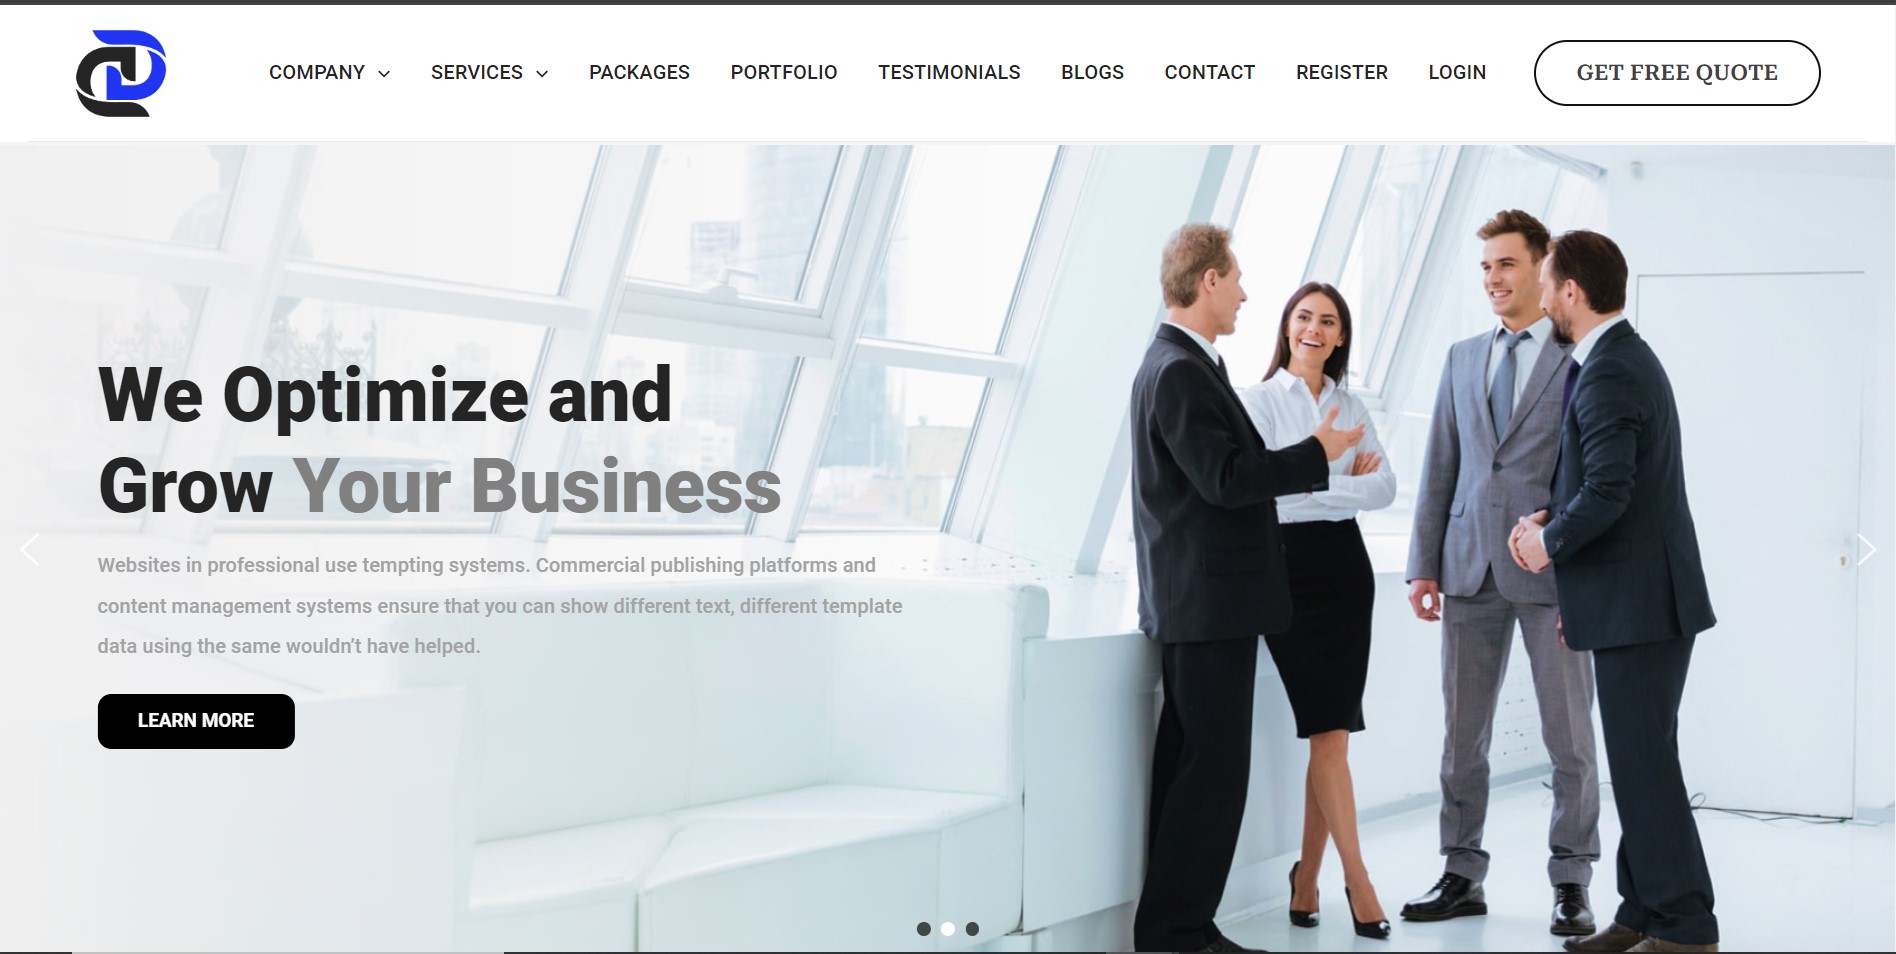 COMPANY SERVICES PACKAGES PORTFOLIO TESTIMONIALS BLOGS CONTACT REGISTER LOGIN GET FREE QUOTE
We Optimize and
Grow Your Business
Websites in professional use tempting systems. Commercial publishing platforms and
content management systems ensure that you can show different text, different template
data using the same wouldn’t have helped.
LEARN MORE